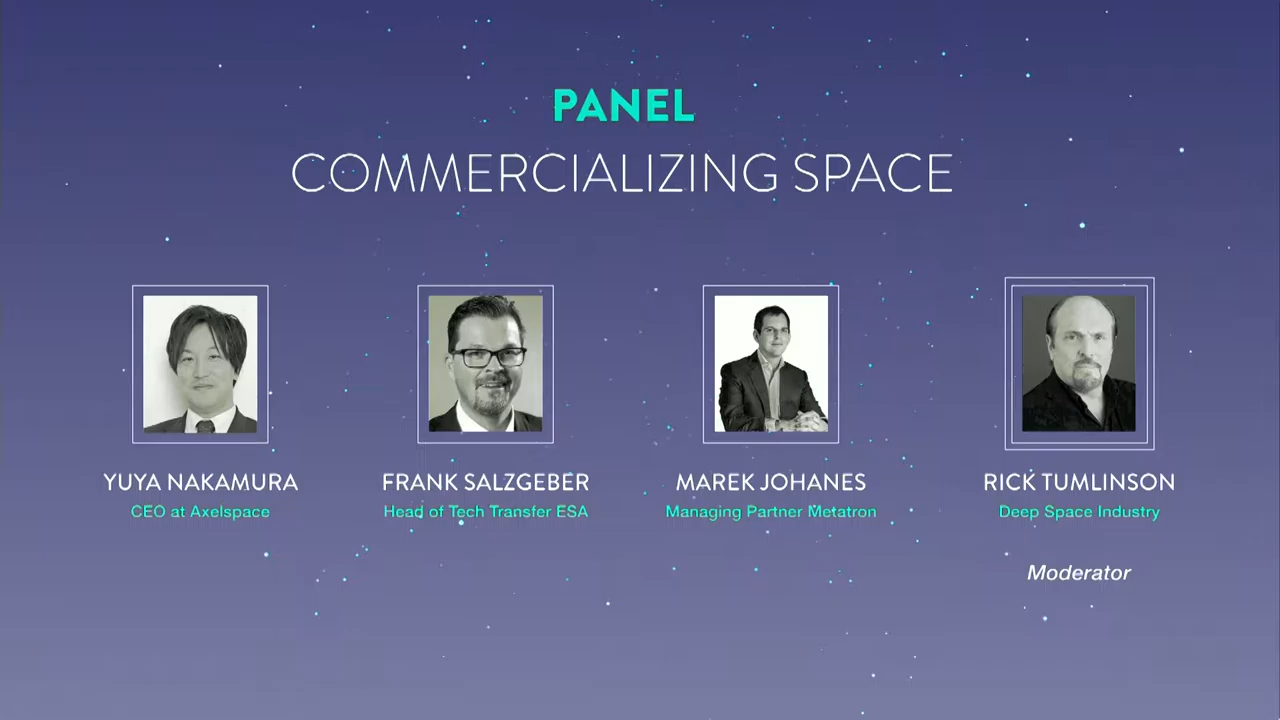 PANEL
COMMERCIALIZING SPACE
YUYA NAKAMURA
CEO at Axelspace
FRANK SALZGEBER
Head of Tech Transfer ESA
MAREK JOHANES
Managing Partner Metatron
RICK TUMLINSON
Deep Space Industry
Moderator